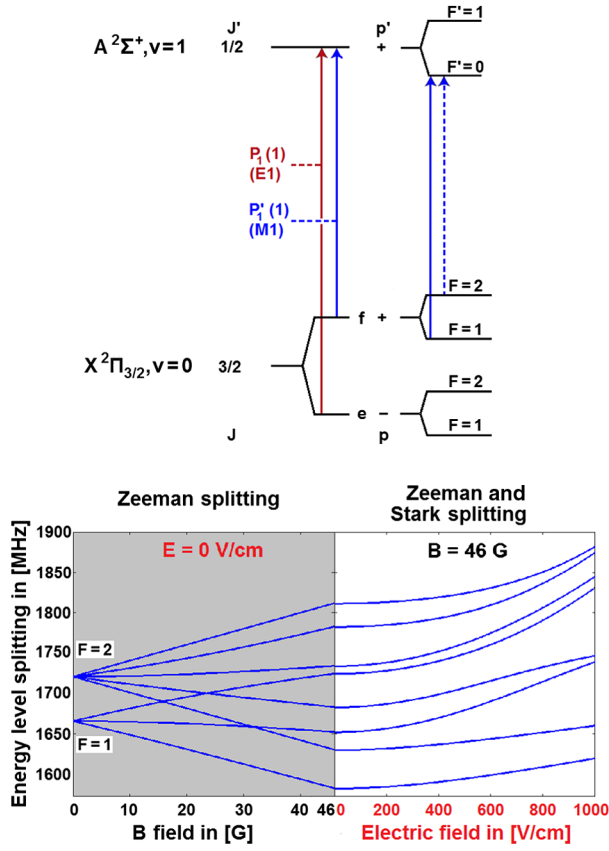 J' p' F'=1
A²Σ⁺,v=1 1/2 + F'=0
P₁(1)
(E1)
P'₁(1)
(M1)
F=2
f +
F=1
X²Π₃/₂,v=0 3/2
F=2
e −
F=1
J p
Zeeman splitting
Zeeman and
Stark splitting
Energy level splitting in [MHz]
1900
1850
1800
1750
1700
1650
1600
E = 0 V/cm
B = 46 G
F=2
F=1
0 10 20 30 40 46 0 200 400 600 800 1000
B field in [G]
Electric field in [V/cm]